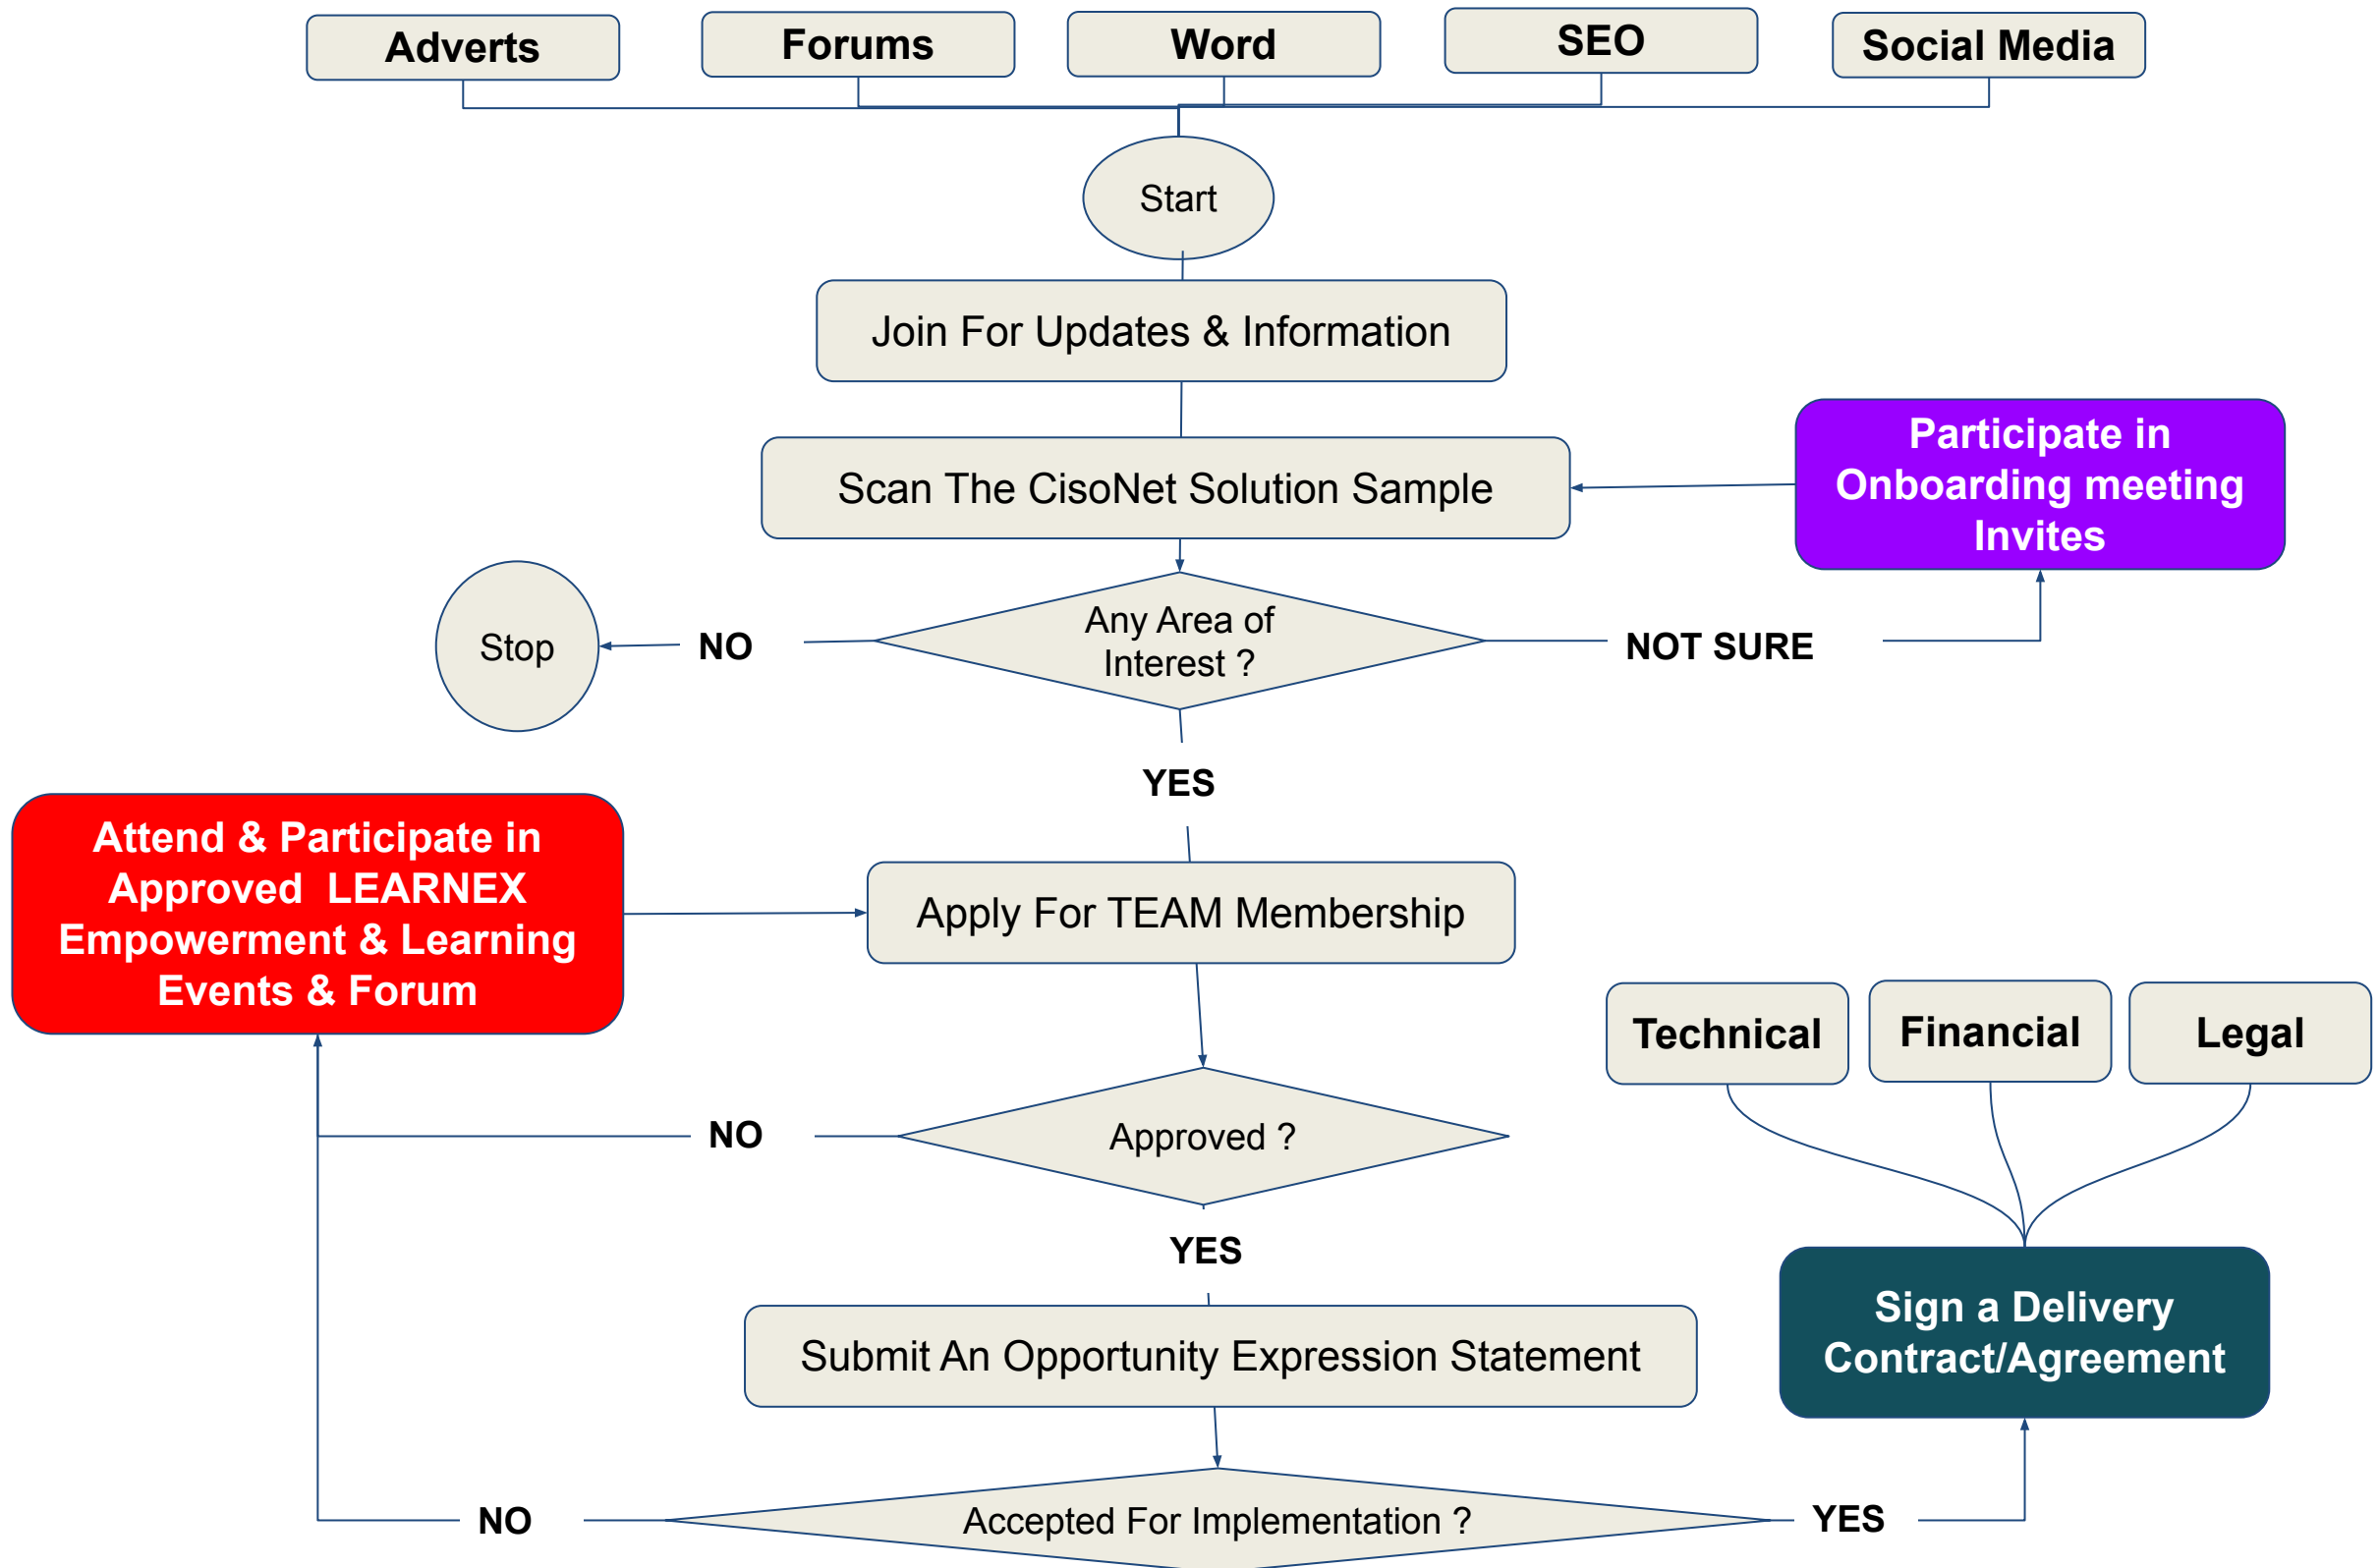 Adverts
Forums
Word
SEO
Social Media
Start
Join For Updates & Information
Scan The CisoNet Solution Sample
Participate in
Onboarding meeting
Invites
Stop
NO
Any Area of
Interest ?
NOT SURE
YES
Attend & Participate in
Approved  LEARNEX
Empowerment & Learning
Events & Forum
Apply For TEAM Membership
Technical
Financial
Legal
NO
Approved ?
YES
Submit An Opportunity Expression Statement
Sign a Delivery
Contract/Agreement
NO
Accepted For Implementation ?
YES